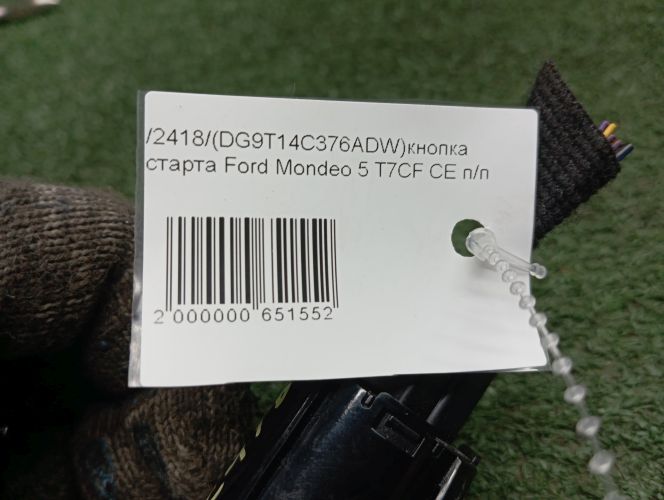 /2418/(DG9T14C376ADW)кнопка
старта Ford Mondeo 5 T7CF CE п/п
2 000000 651552